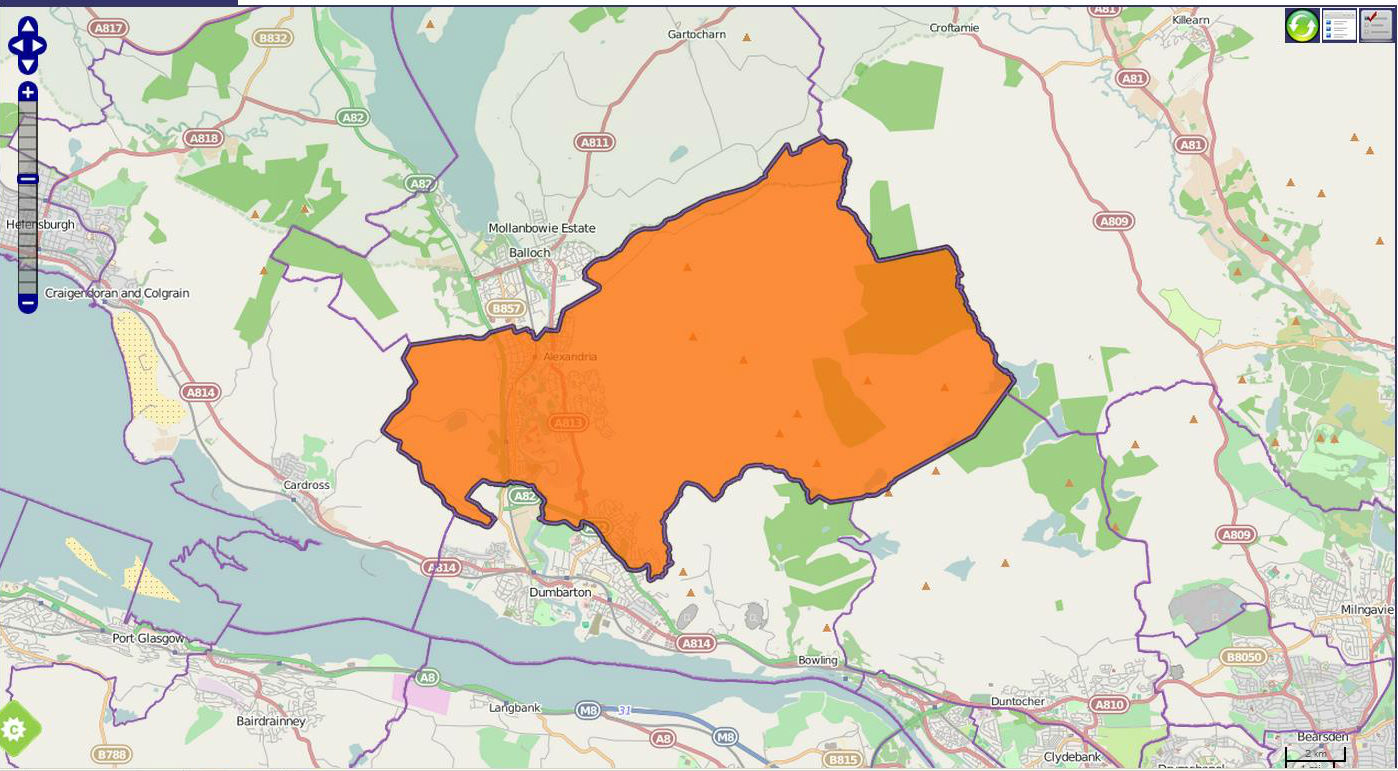 A817
B832
Gartocharn
Croftamie
A81
Killearn
A81
A82
A818
A811
A81
A82
Helensburgh
Mollanbowie Estate
A809
Balloch
Craigendoran and Colgrain
B857
Alexandria
A814
A813
Cardross
A82
A809
A814
Dumbarton
Milngavie
Port Glasgow
A814
Bowling
B8050
A8
Langbank
M8
31
Duntocher
A810
Bairdrainney
A8
M8
Bearsden
B788
B815
Clydebank
2 km